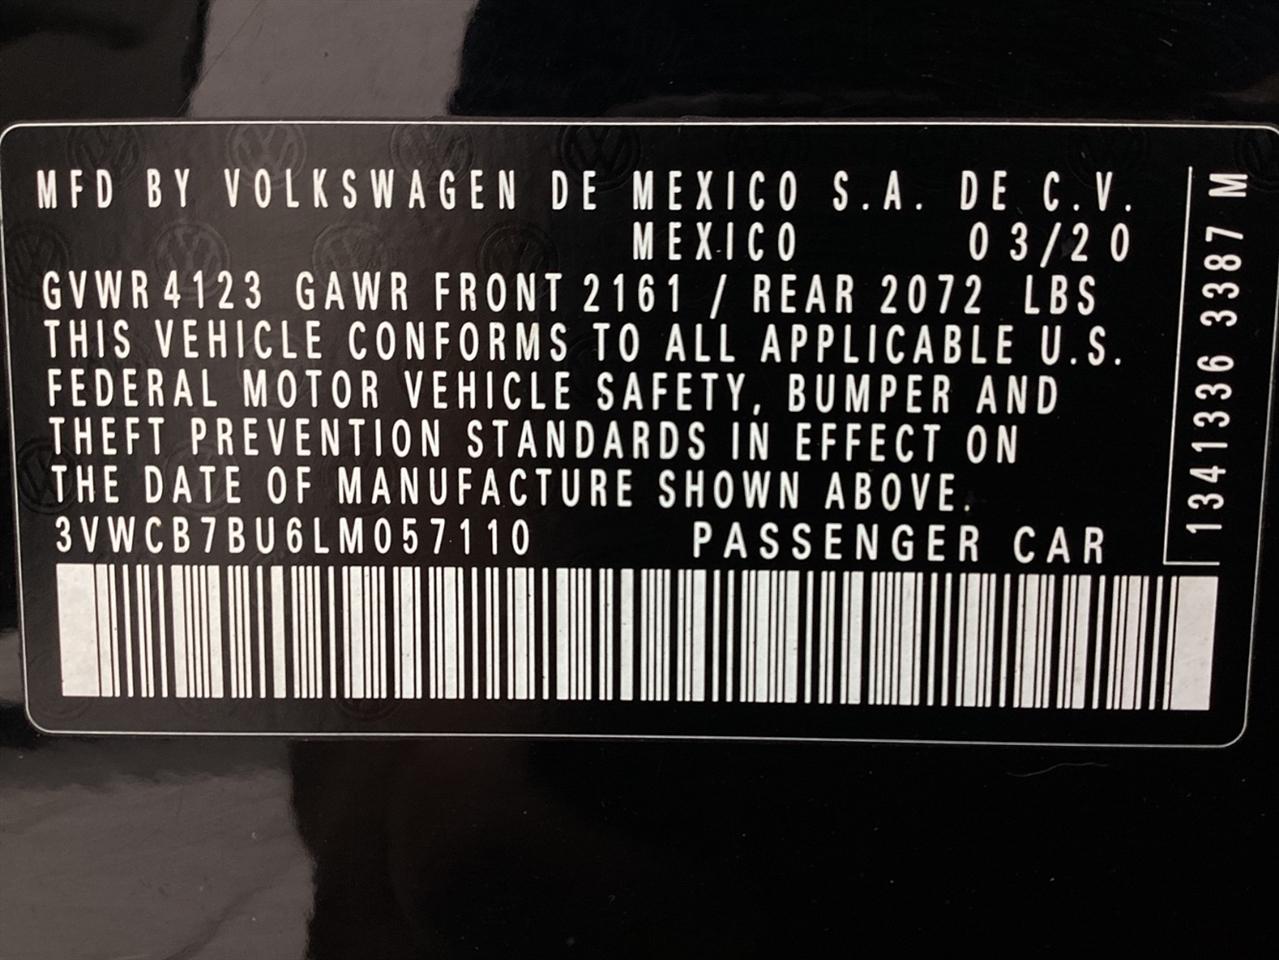 MFD BY VOLKSWAGEN DE MEXICO S.A. DE C.V.
MEXICO 03/20
GVWR 4123 GAWR FRONT 2161 / REAR 2072 LBS
THIS VEHICLE CONFORMS TO ALL APPLICABLE U.S.
FEDERAL MOTOR VEHICLE SAFETY, BUMPER AND
THEFT PREVENTION STANDARDS IN EFFECT ON
THE DATE OF MANUFACTURE SHOWN ABOVE.
3VWCB7BU6LM057110 PASSENGER CAR
1341336 3387 M